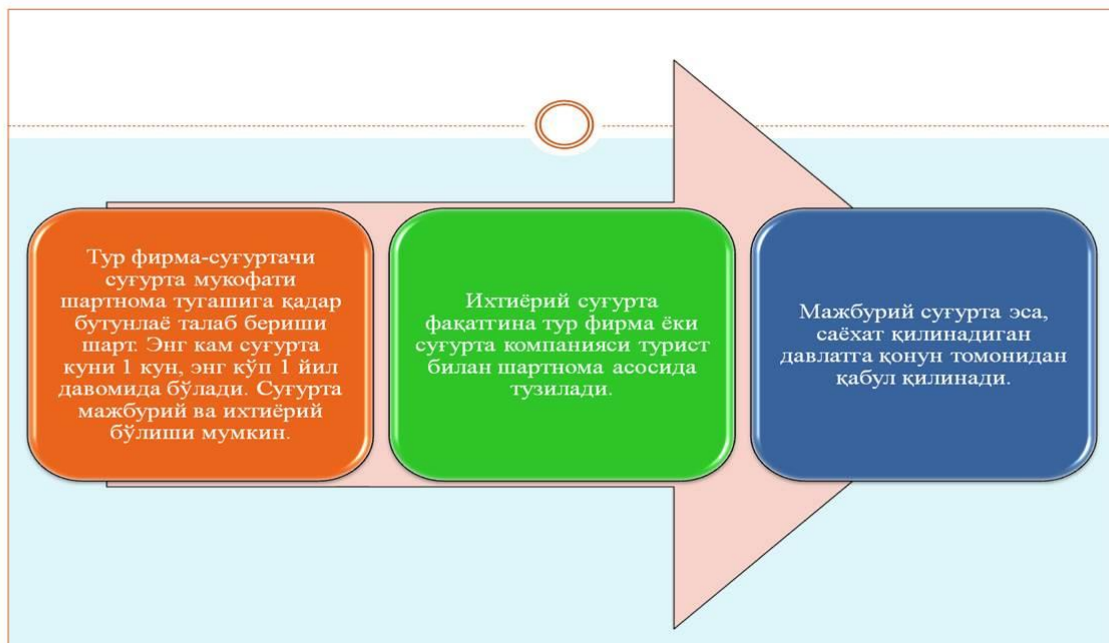 Тур фирма-суғуртачи
суғурта мукофати
шартнома тугашига қадар
бутунлаё талаб бериши
шарт. Энг кам суғурта
куни 1 кун, энг кўп 1 йил
давомида бўлади. Суғурта
мажбурий ва ихтиёрий
бўлиши мумкин.
Ихтиёрий суғурта
фақатгина тур фирма ёки
суғурта компанияси турист
билан шартнома асосида
тузилади.
Мажбурий суғурта эса,
саёхат қилинадиган
давлатга қонун томонидан
қабул қилинади.